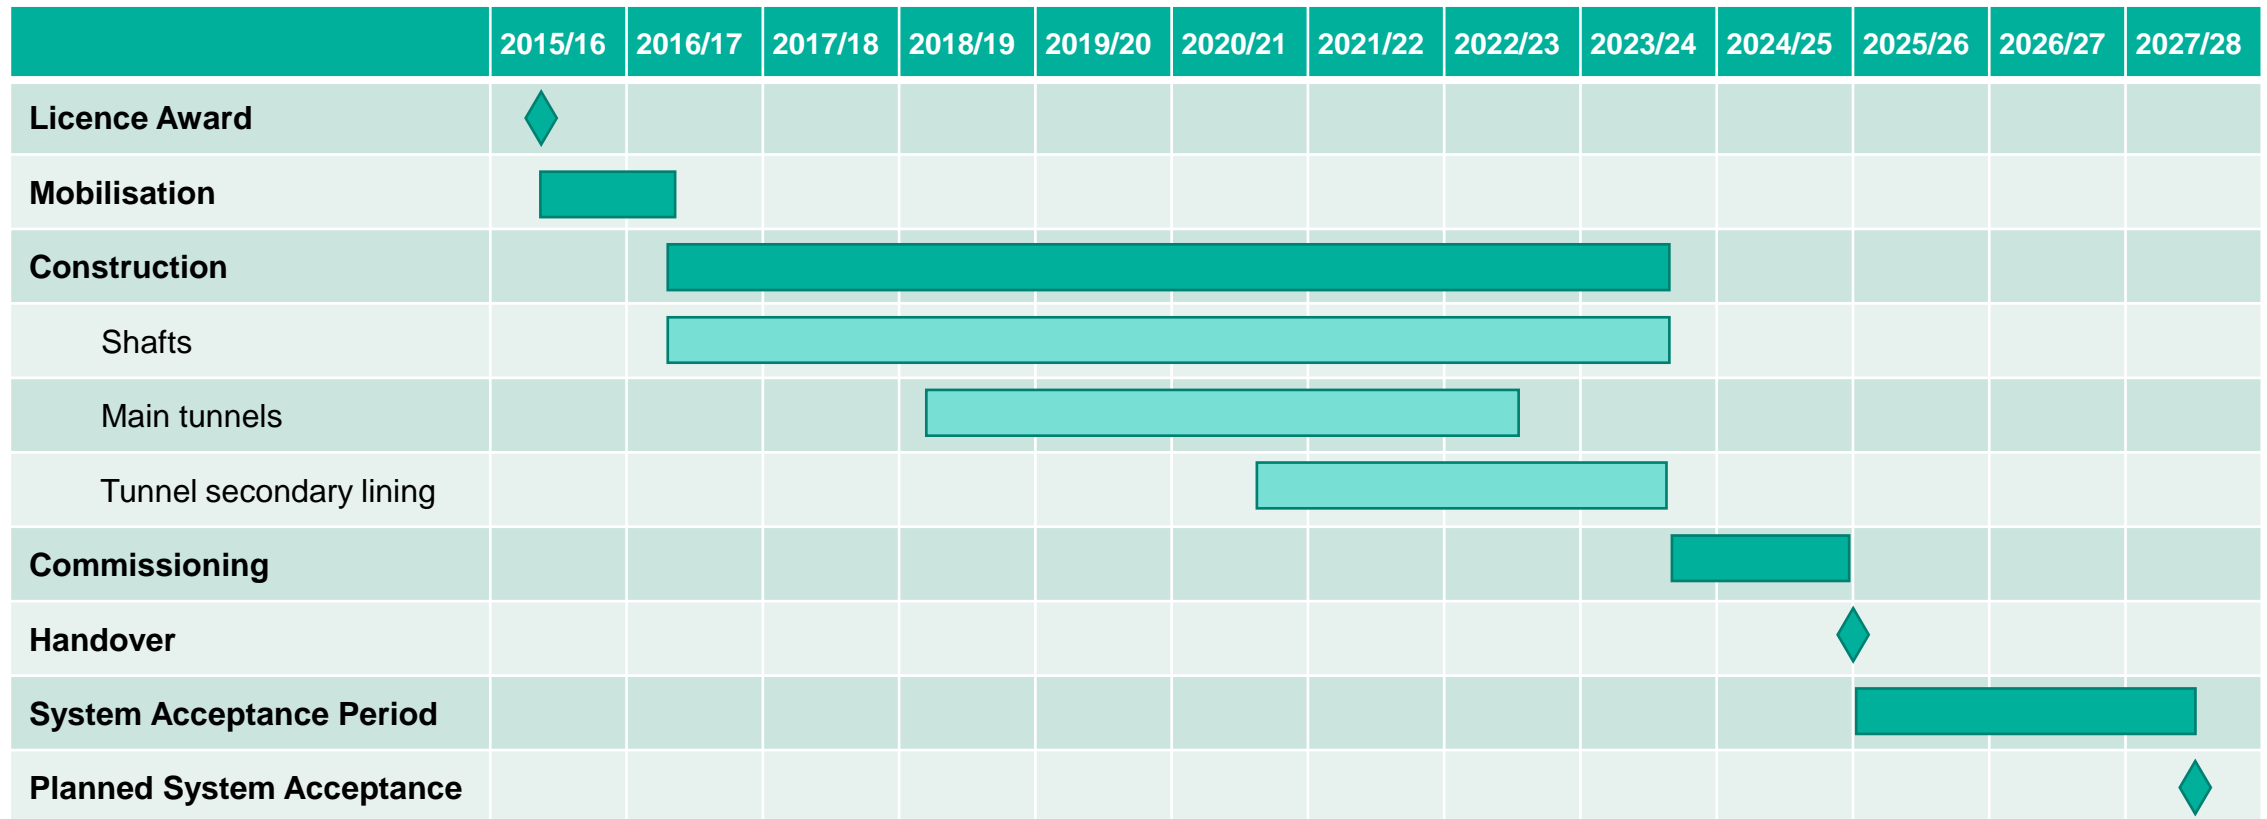 2015/16 2016/17 2017/18 2018/19 2019/20 2020/21 2021/22 2022/23 2023/24 2024/25 2025/26 2026/27 2027/28
Licence Award
Mobilisation
Construction
Shafts
Main tunnels
Tunnel secondary lining
Commissioning
Handover
System Acceptance Period
Planned System Acceptance